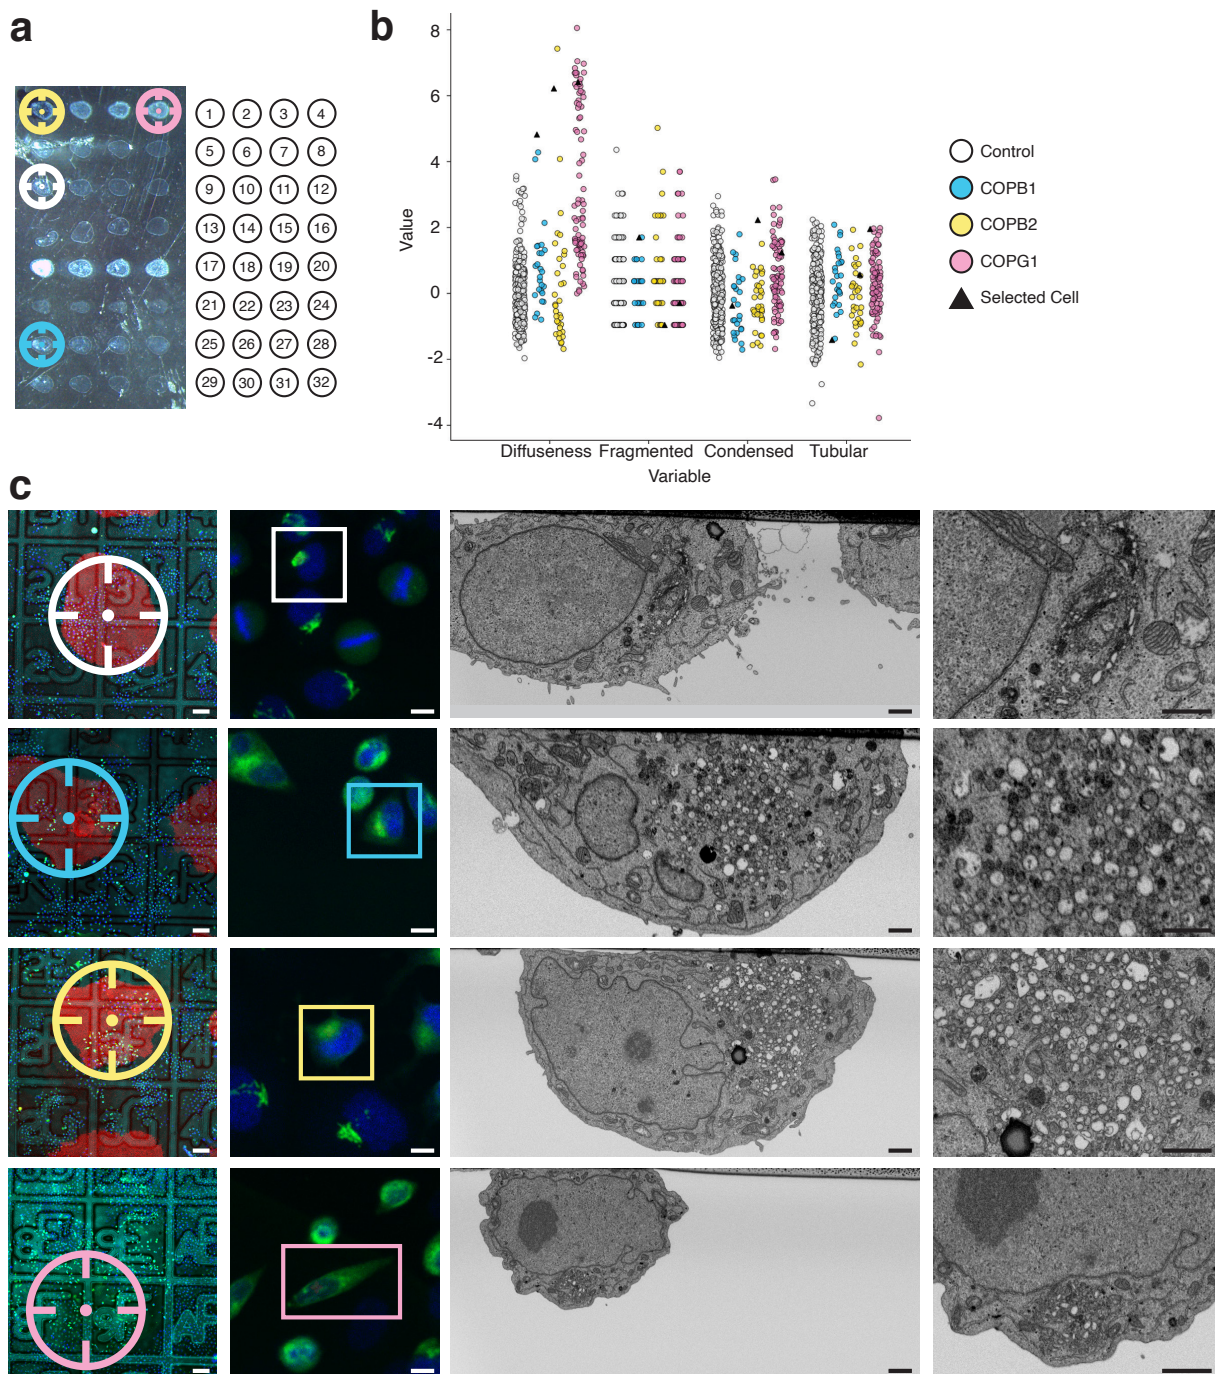 a
1 2 3 4
5 6 7 8
9 10 11 12
13 14 15 16
17 18 19 20
21 22 23 24
25 26 27 28
29 30 31 32
b
Value
8
6
4
2
0
-2
-4
Diffuseness Fragmented Condensed Tubular
Variable
Control
COPB1
COPB2
COPG1
Selected Cell
c